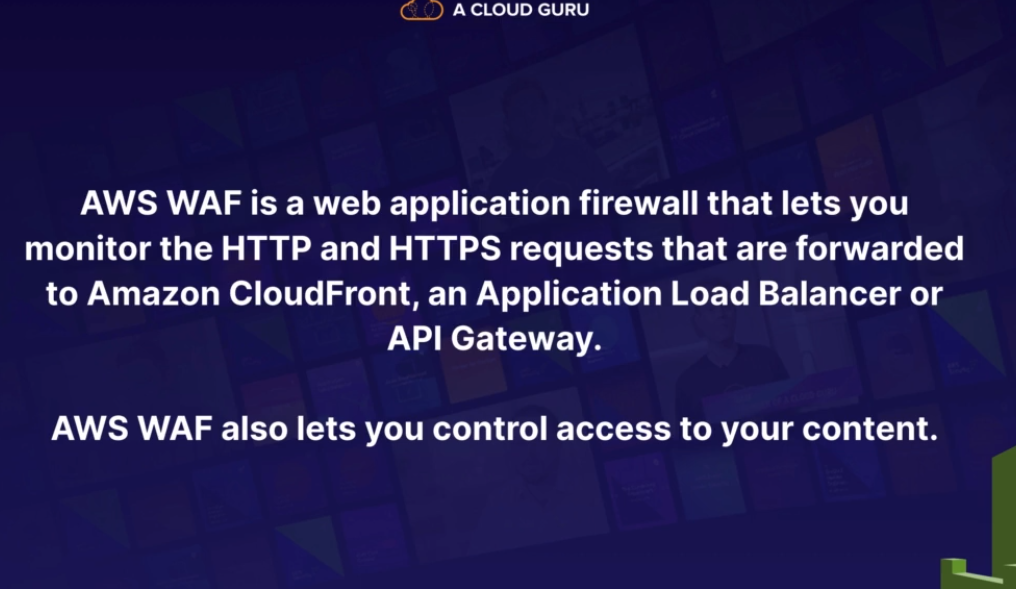 A CLOUD GURU
AWS WAF is a web application firewall that lets you
monitor the HTTP and HTTPS requests that are forwarded
to Amazon CloudFront, an Application Load Balancer or
API Gateway.
AWS WAF also lets you control access to your content.